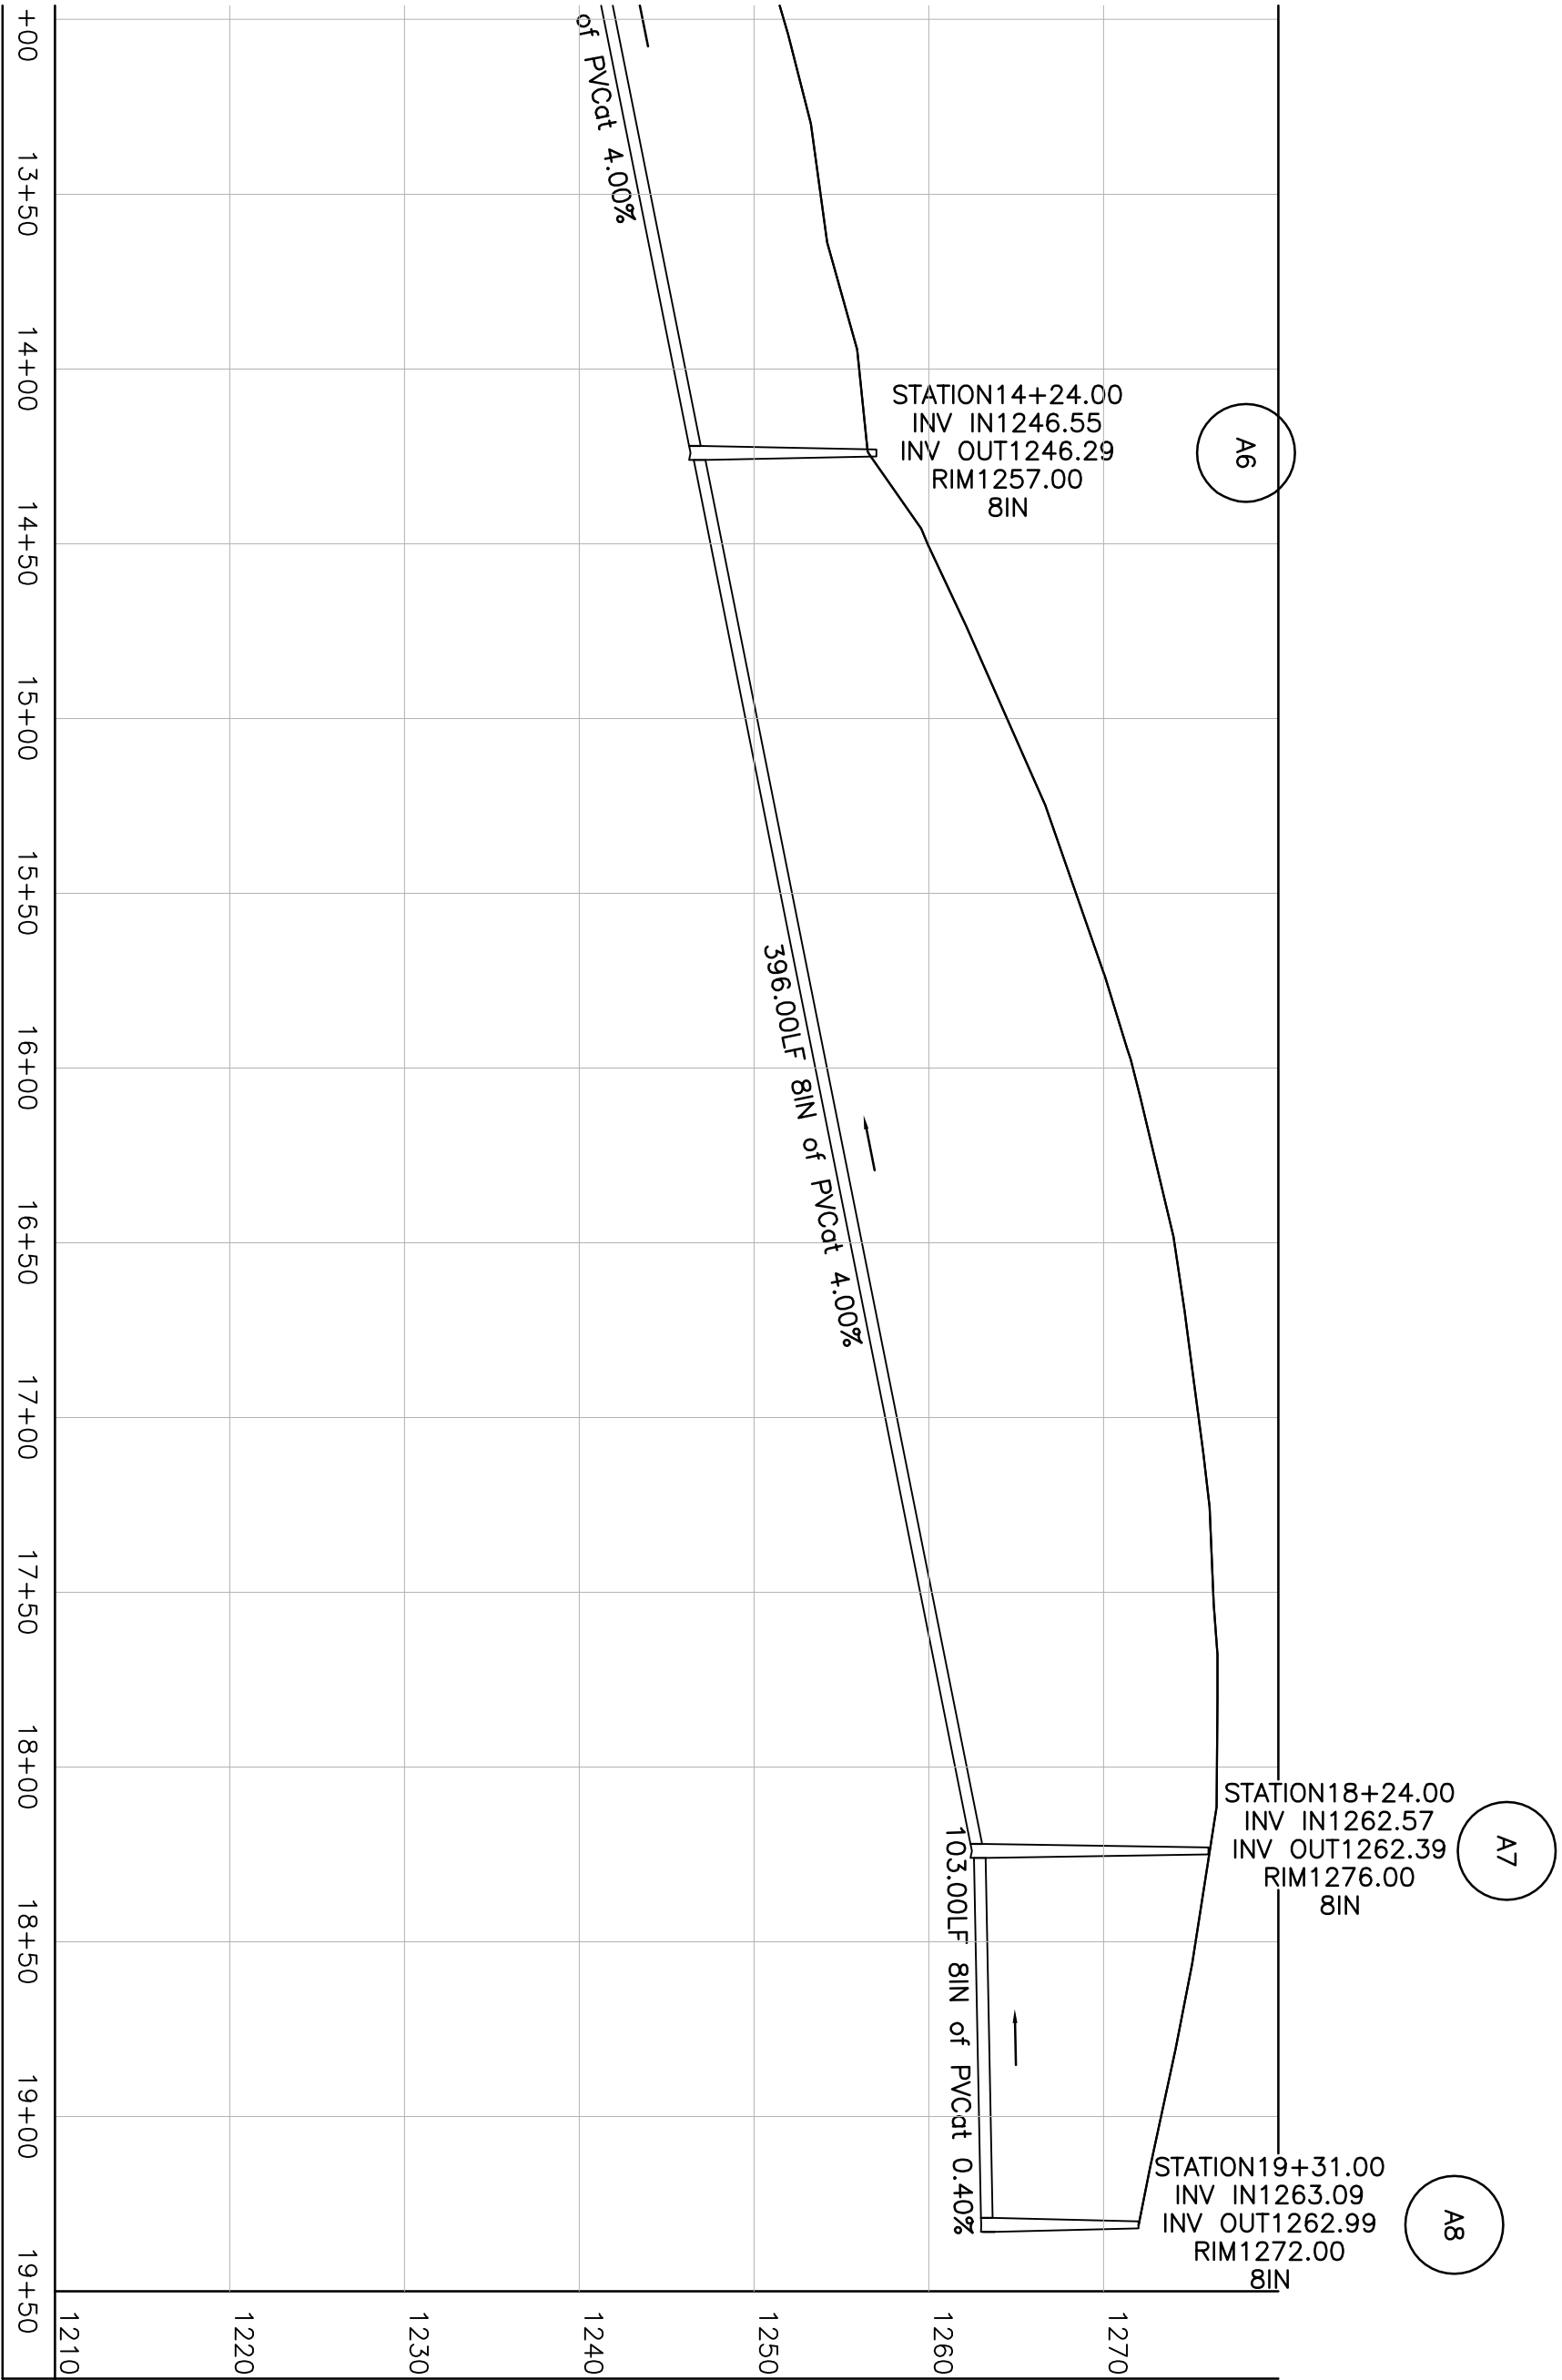 +00
13+50
14+00
14+50
15+00
15+50
16+00
16+50
17+00
17+50
18+00
18+50
19+00
19+50
of PVCat 4.00%
STATION14+24.00
INV IN1246.55
INV OUT1246.29
RIM1257.00
8IN
A6
396.00LF 8IN of PVCat 4.00%
STATION18+24.00
INV IN1262.57
INV OUT1262.39
RIM1276.00
8IN
A7
103.00LF 8IN of PVCat 0.40%
STATION19+31.00
INV IN1263.09
INV OUT1262.99
RIM1272.00
8IN
A8
1210
1220
1230
1240
1250
1260
1270